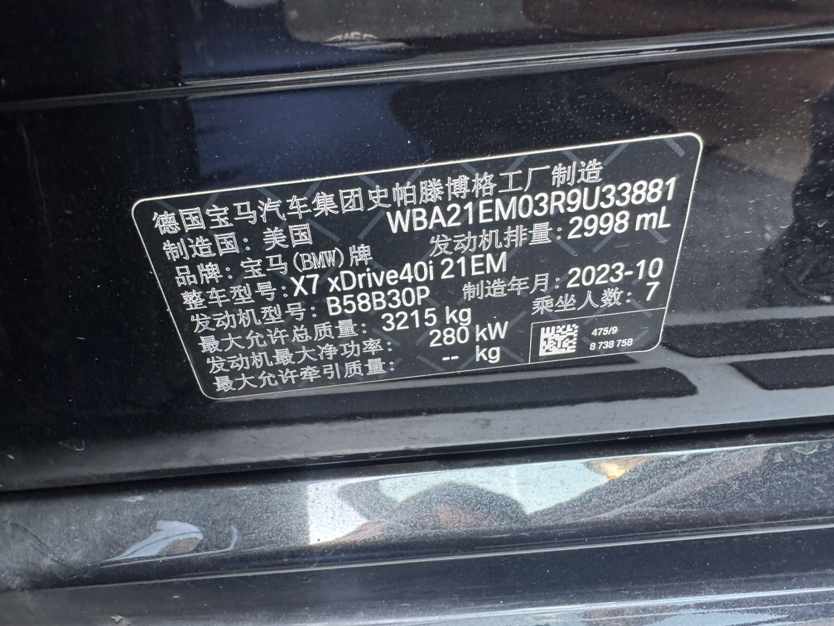 德国宝马汽车集团史帕滕博格工厂制造
制造国: 美国 WBA21EM03R9U33881
品牌: 宝马(BMW)牌 发动机排量: 2998 mL
整车型号: X7 xDrive40i 21EM
发动机型号: B58B30P 制造年月: 2023-10
最大允许总质量: 3215 kg 乘坐人数: 7
发动机最大净功率: 280 kW
最大允许牵引质量: -- kg
475/9
8 738 758